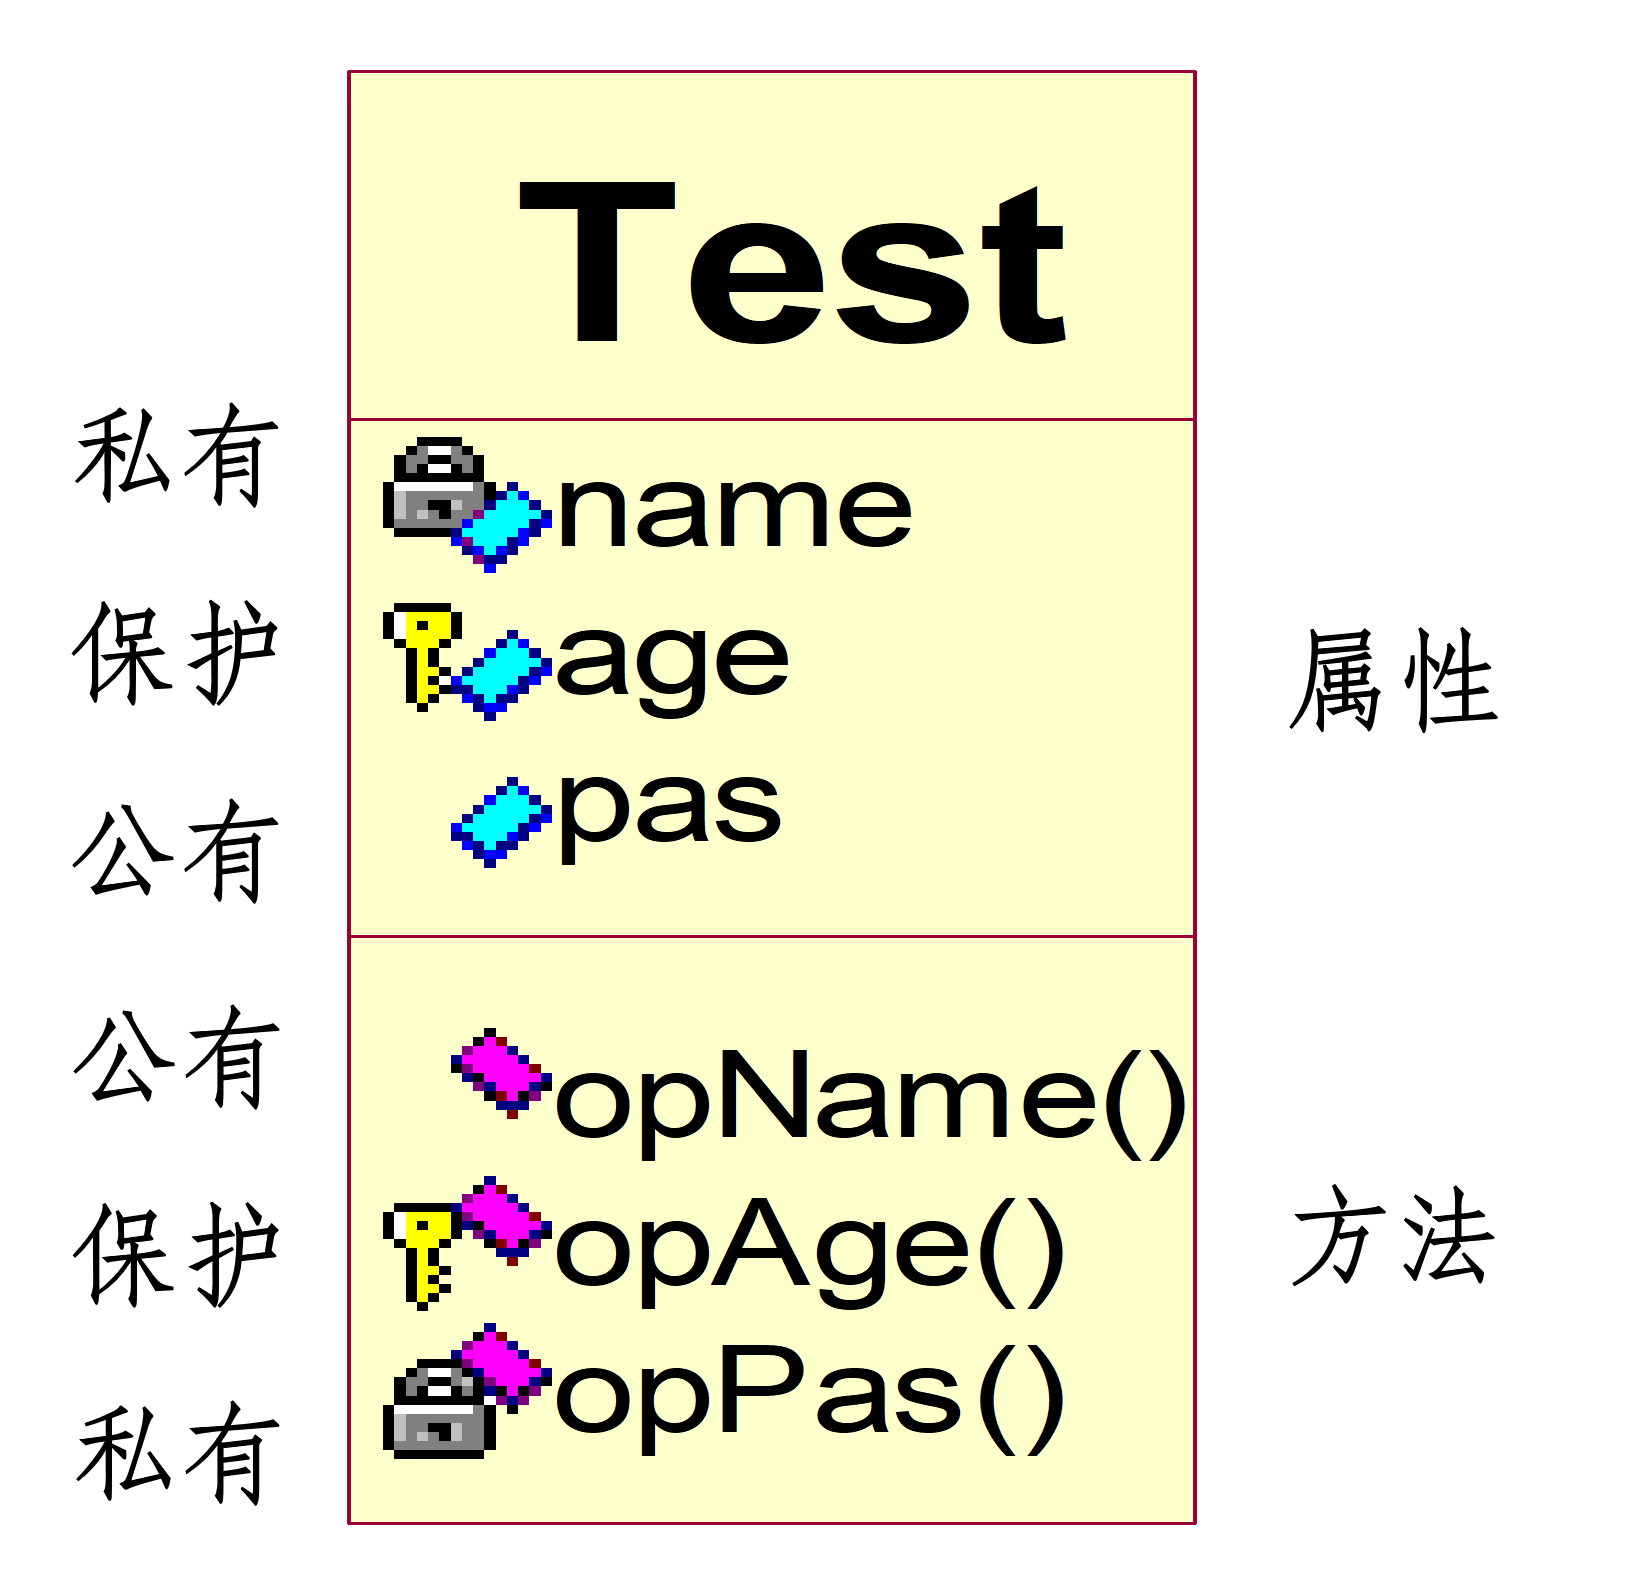 Test
私有
name
保护
age
属性
公有
pas
公有
opName()
保护
opAge()
方法
私有
opPas()